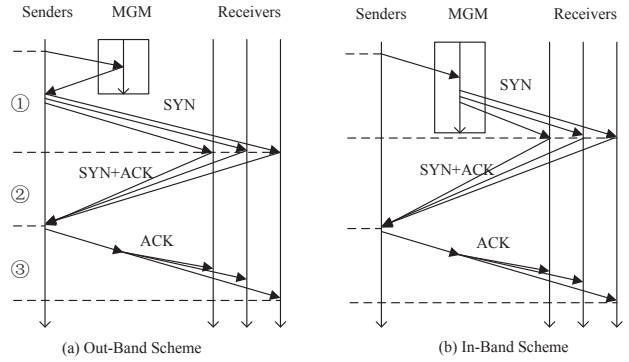 Senders MGM Receivers
SYN
①
SYN+ACK
②
ACK
③
(a) Out-Band Scheme
Senders MGM Receivers
SYN
SYN+ACK
ACK
(b) In-Band Scheme